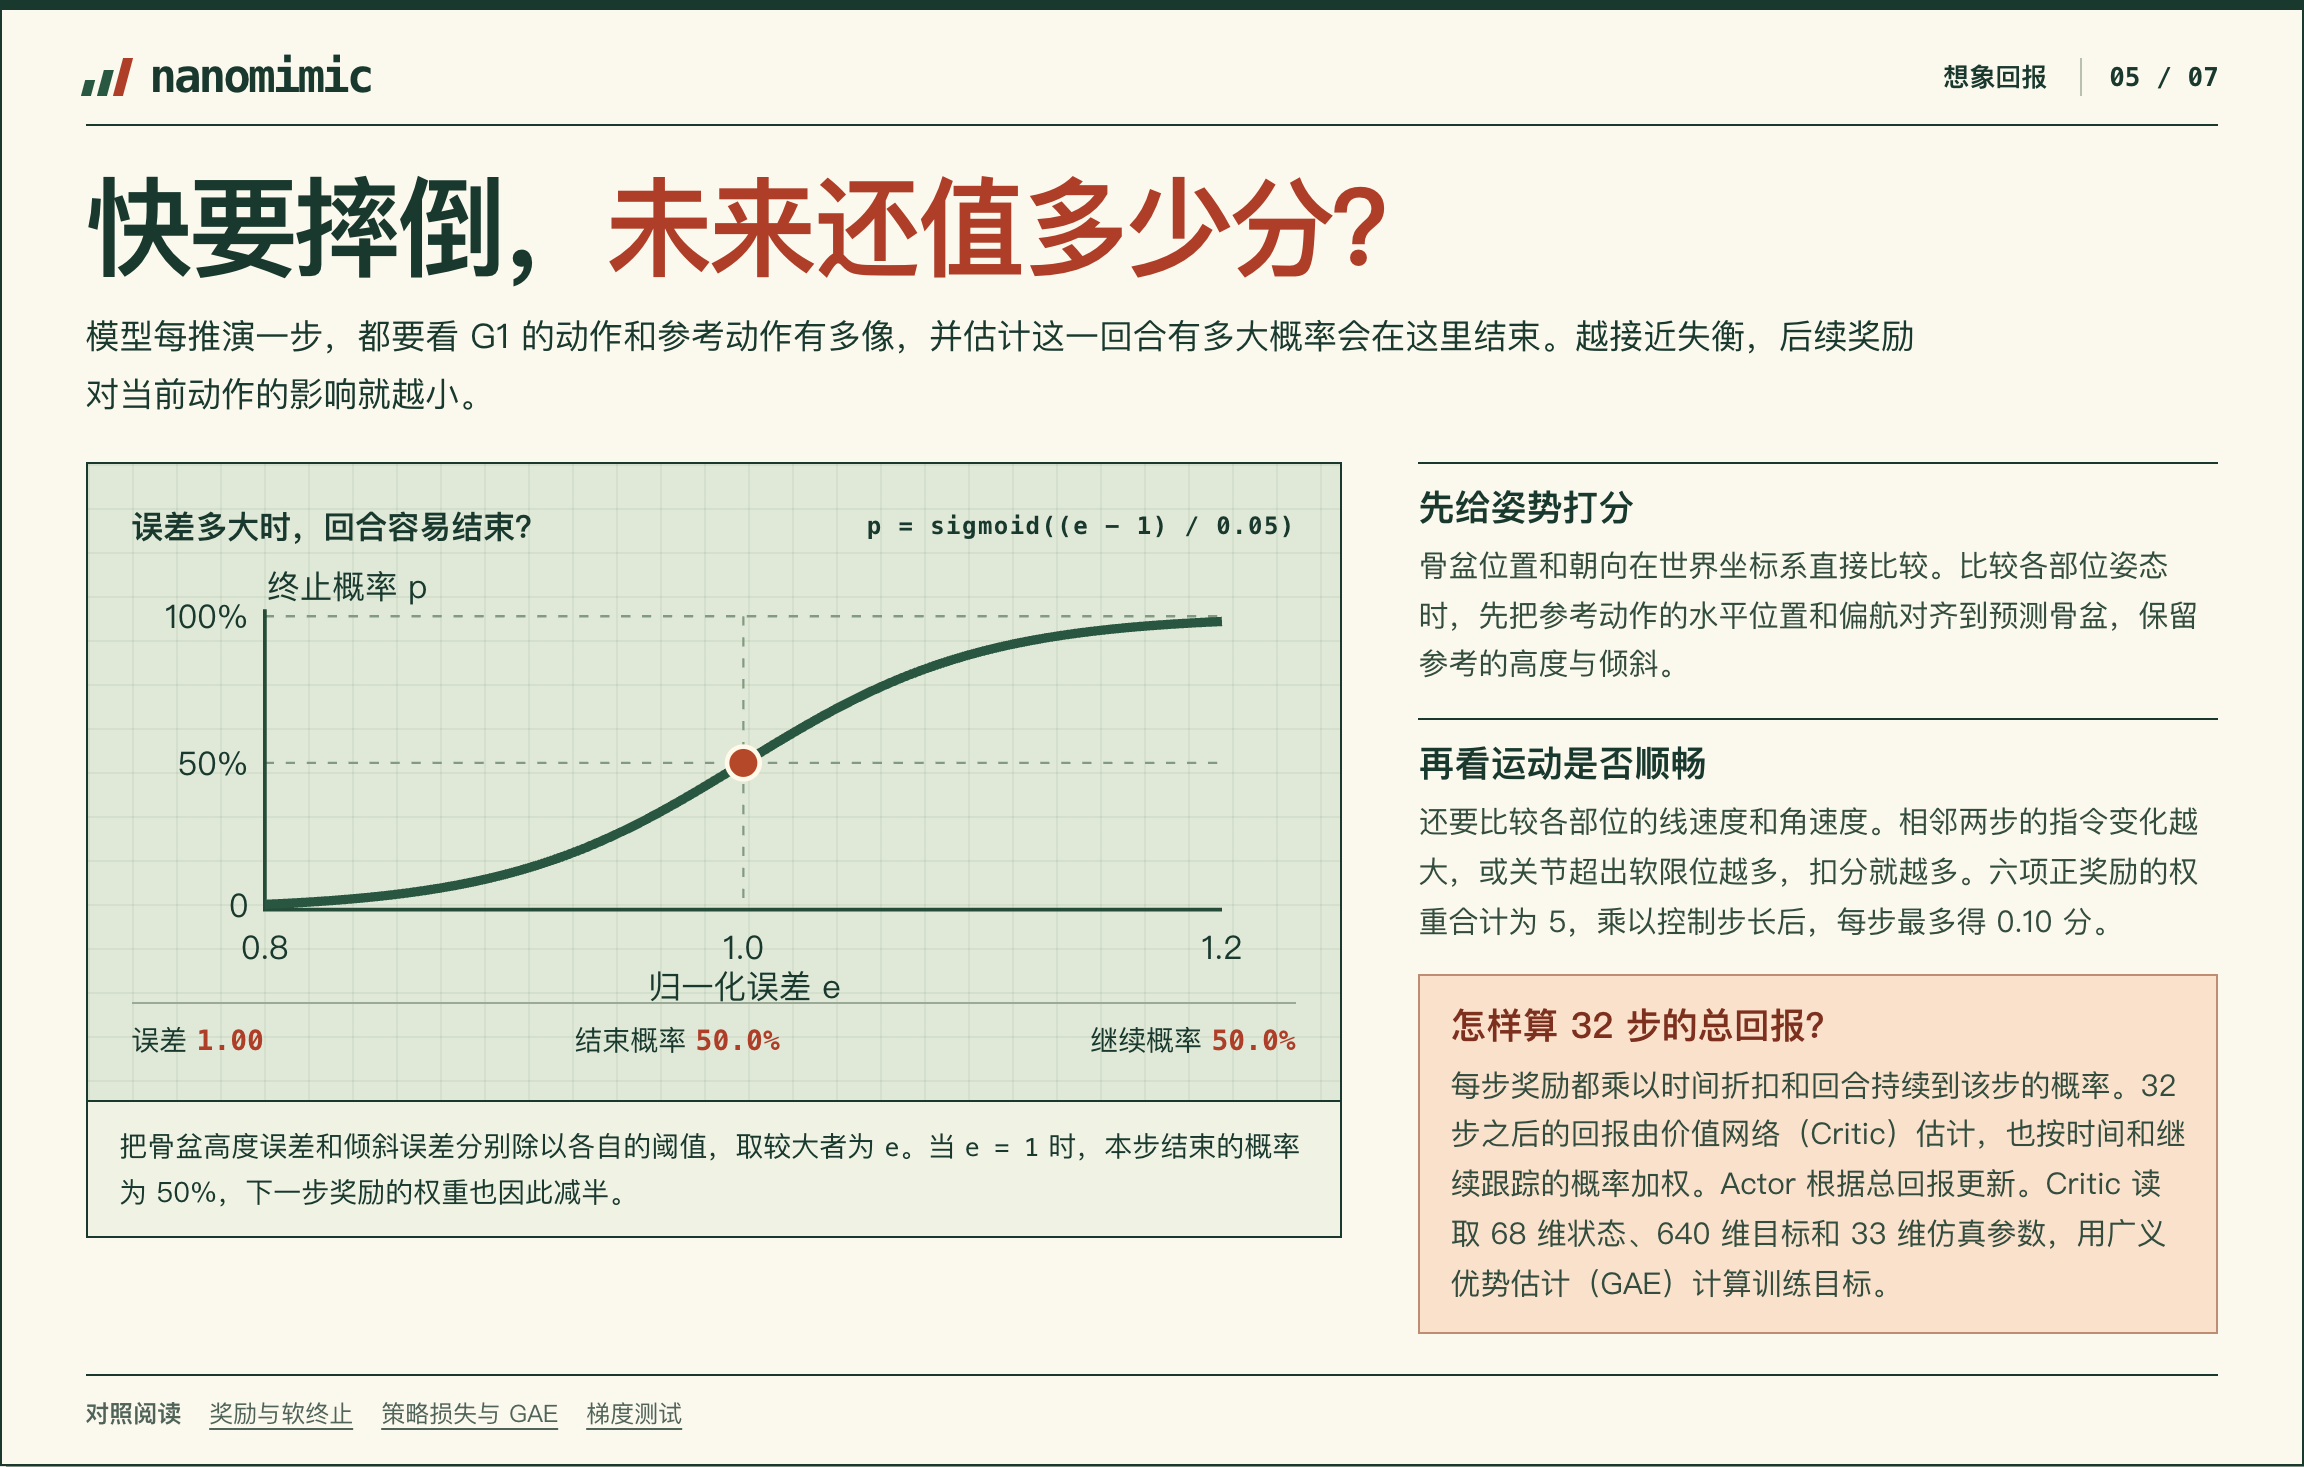 nanomimic
想象回报 05 / 07
快要摔倒，未来还值多少分？
模型每推演一步，都要看 G1 的动作和参考动作有多像，并估计这一回合有多大概率会在这里结束。越接近失衡，后续奖励
对当前动作的影响就越小。
误差多大时，回合容易结束？
p = sigmoid((e − 1) / 0.05)
终止概率 p
100%
50%
0
0.8 1.0 1.2
归一化误差 e
误差 1.00 结束概率 50.0% 继续概率 50.0%
把骨盆高度误差和倾斜误差分别除以各自的阈值，取较大者为 e。当 e = 1 时，本步结束的概率
为 50%，下一步奖励的权重也因此减半。
先给姿势打分
骨盆位置和朝向在世界坐标系直接比较。比较各部位姿态
时，先把参考动作的水平位置和偏航对齐到预测骨盆，保留
参考的高度与倾斜。
再看运动是否顺畅
还要比较各部位的线速度和角速度。相邻两步的指令变化越
大，或关节超出软限位越多，扣分就越多。六项正奖励的权
重合计为 5，乘以控制步长后，每步最多得 0.10 分。
怎样算 32 步的总回报？
每步奖励都乘以时间折扣和回合持续到该步的概率。32
步之后的回报由价值网络（Critic）估计，也按时间和继
续跟踪的概率加权。Actor 根据总回报更新。Critic 读
取 68 维状态、640 维目标和 33 维仿真参数，用广义
优势估计（GAE）计算训练目标。
对照阅读 奖励与软终止 策略损失与 GAE 梯度测试